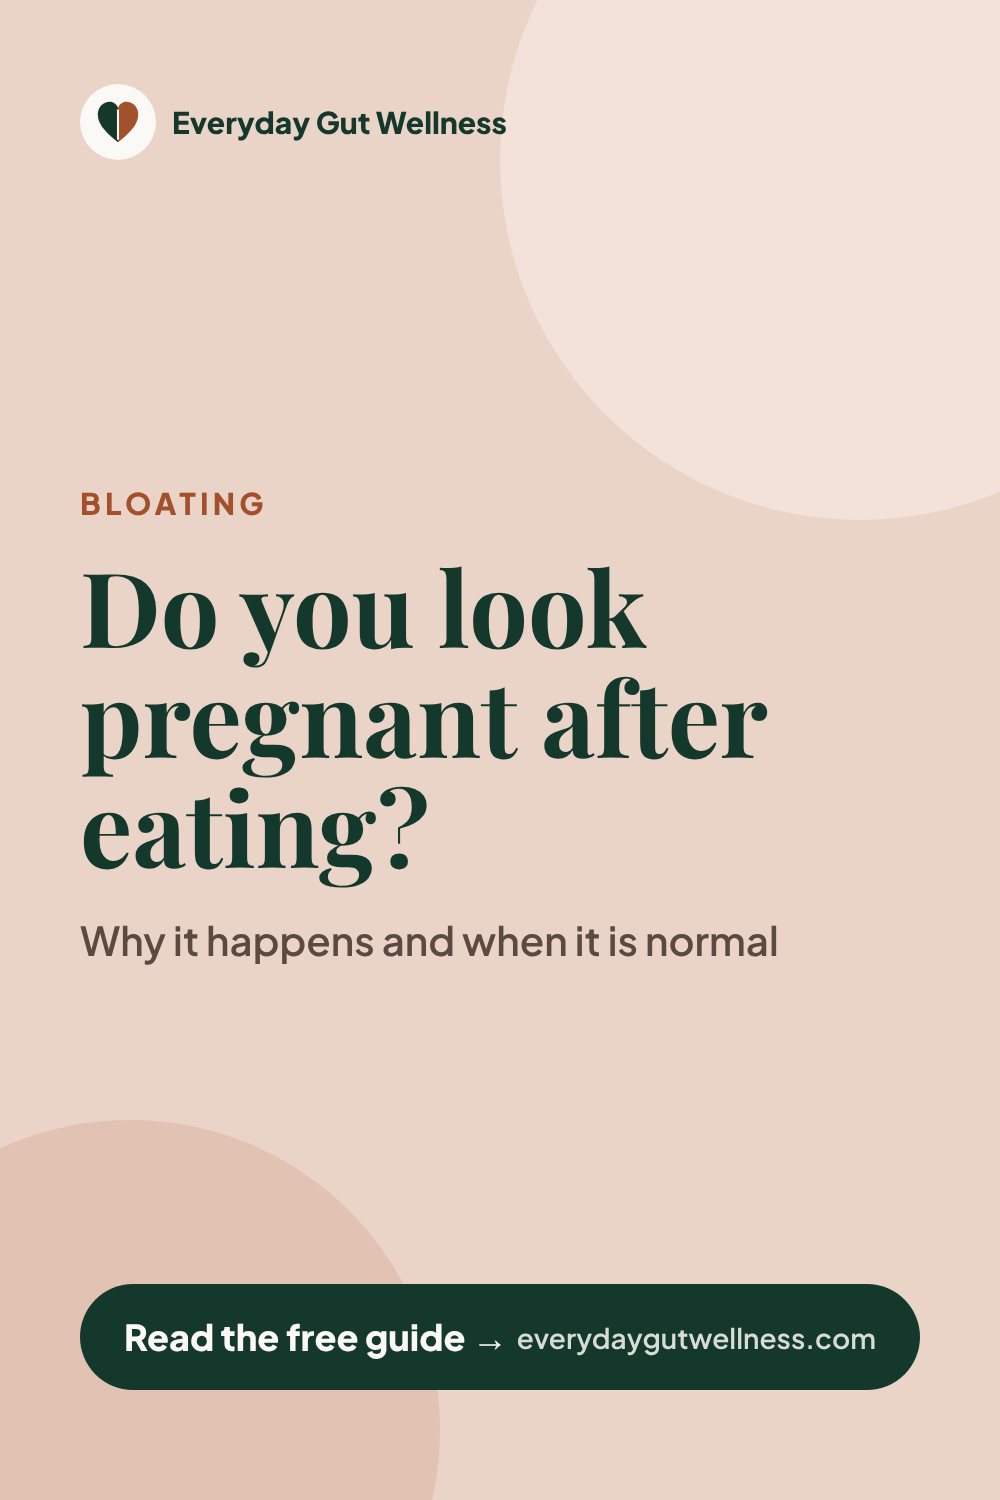 Everyday Gut Wellness
BLOATING
Do you look
pregnant after
eating?
Why it happens and when it is normal
Read the free guide → everydaygutwellness.com